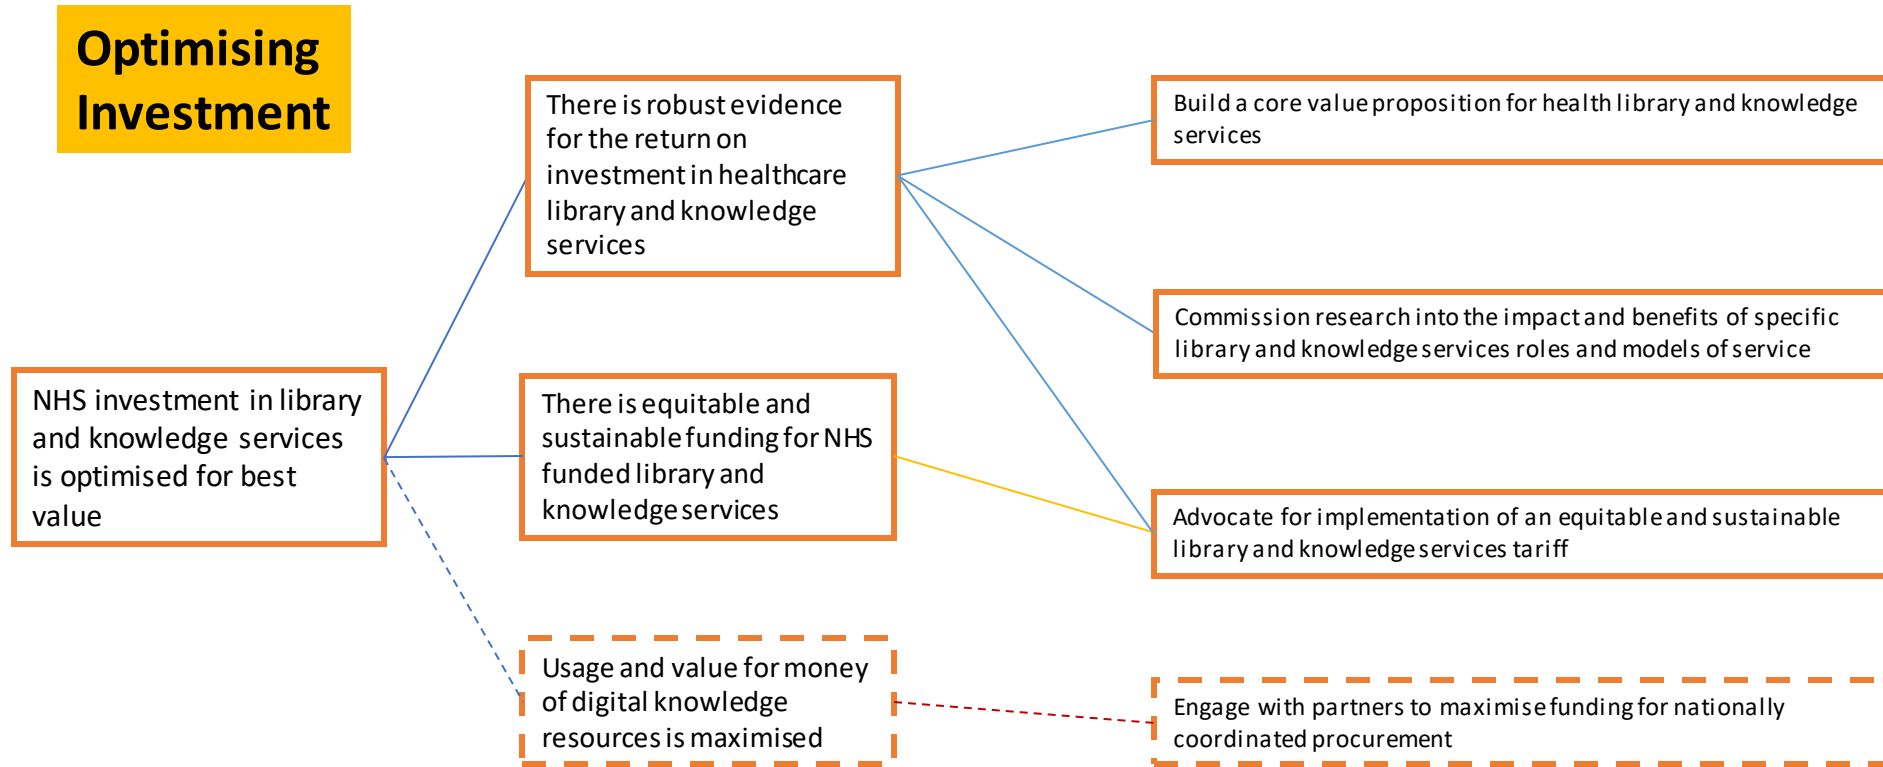 Optimising
Investment
There is robust evidence
for the return on
investment in healthcare
library and knowledge
services
Build a core value proposition for health library and knowledge
services
Commission research into the impact and benefits of specific
library and knowledge services roles and models of service
NHS investment in library
and knowledge services
is optimised for best
value
There is equitable and
sustainable funding for NHS
funded library and
knowledge services
Advocate for implementation of an equitable and sustainable
library and knowledge services tariff
Usage and value for money
of digital knowledge
resources is maximised
Engage with partners to maximise funding for nationally
coordinated procurement